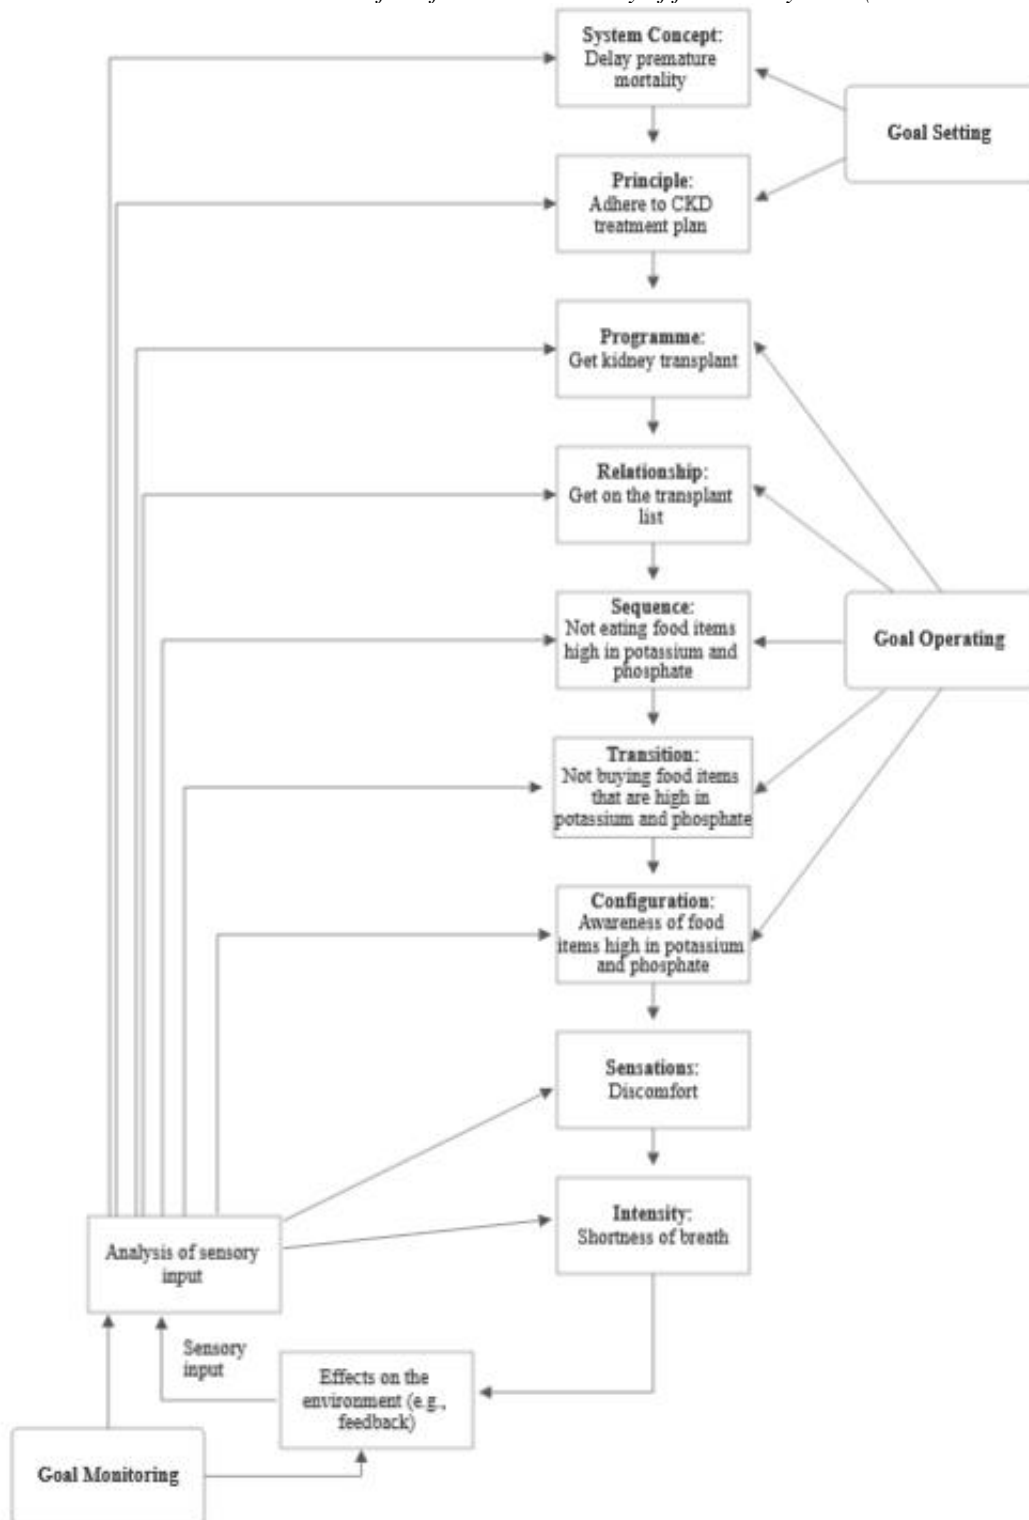 System Concept:
Delay premature
mortality
Goal Setting
Principle:
Adhere to CKD
treatment plan
Programme:
Get kidney transplant
Relationship:
Get on the transplant
list
Sequence:
Not eating food items
high in potassium and
phosphate
Goal Operating
Transition:
Not buying food items
that are high in
potassium and phosphate
Configuration:
Awareness of food
items high in potassium
and phosphate
Sensations:
Discomfort
Intensity:
Shortness of breath
Analysis of sensory
input
Sensory
input
Effects on the
environment (e.g.,
feedback)
Goal Monitoring